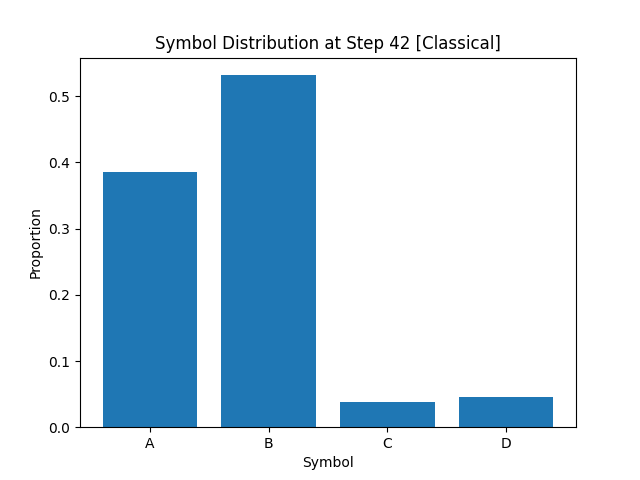 Symbol Distribution at Step 42 [Classical]
Proportion
0.5
0.4
0.3
0.2
0.1
0.0
A B C D
Symbol